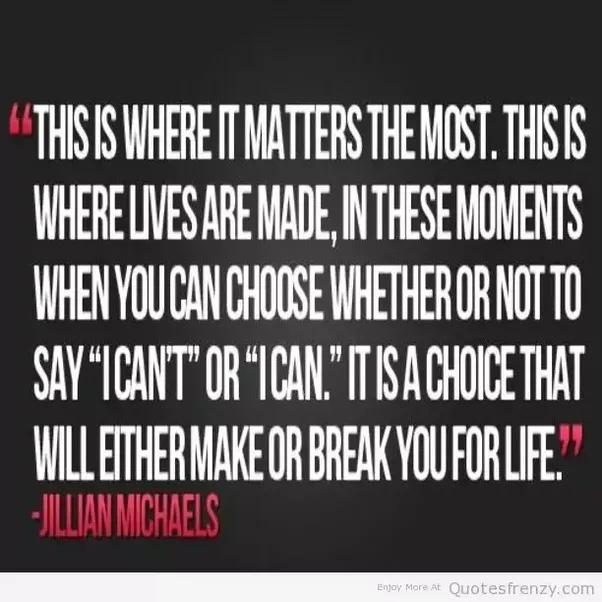 “THIS IS WHERE IT MATTERS THE MOST. THIS IS
WHERE LIVES ARE MADE, IN THESE MOMENTS
WHEN YOU CAN CHOOSE WHETHER OR NOT TO
SAY “I CAN’T” OR “I CAN.” IT IS A CHOICE THAT
WILL EITHER MAKE OR BREAK YOU FOR LIFE.”
-JILLIAN MICHAELS
Enjoy More At Quotesfrenzy.com